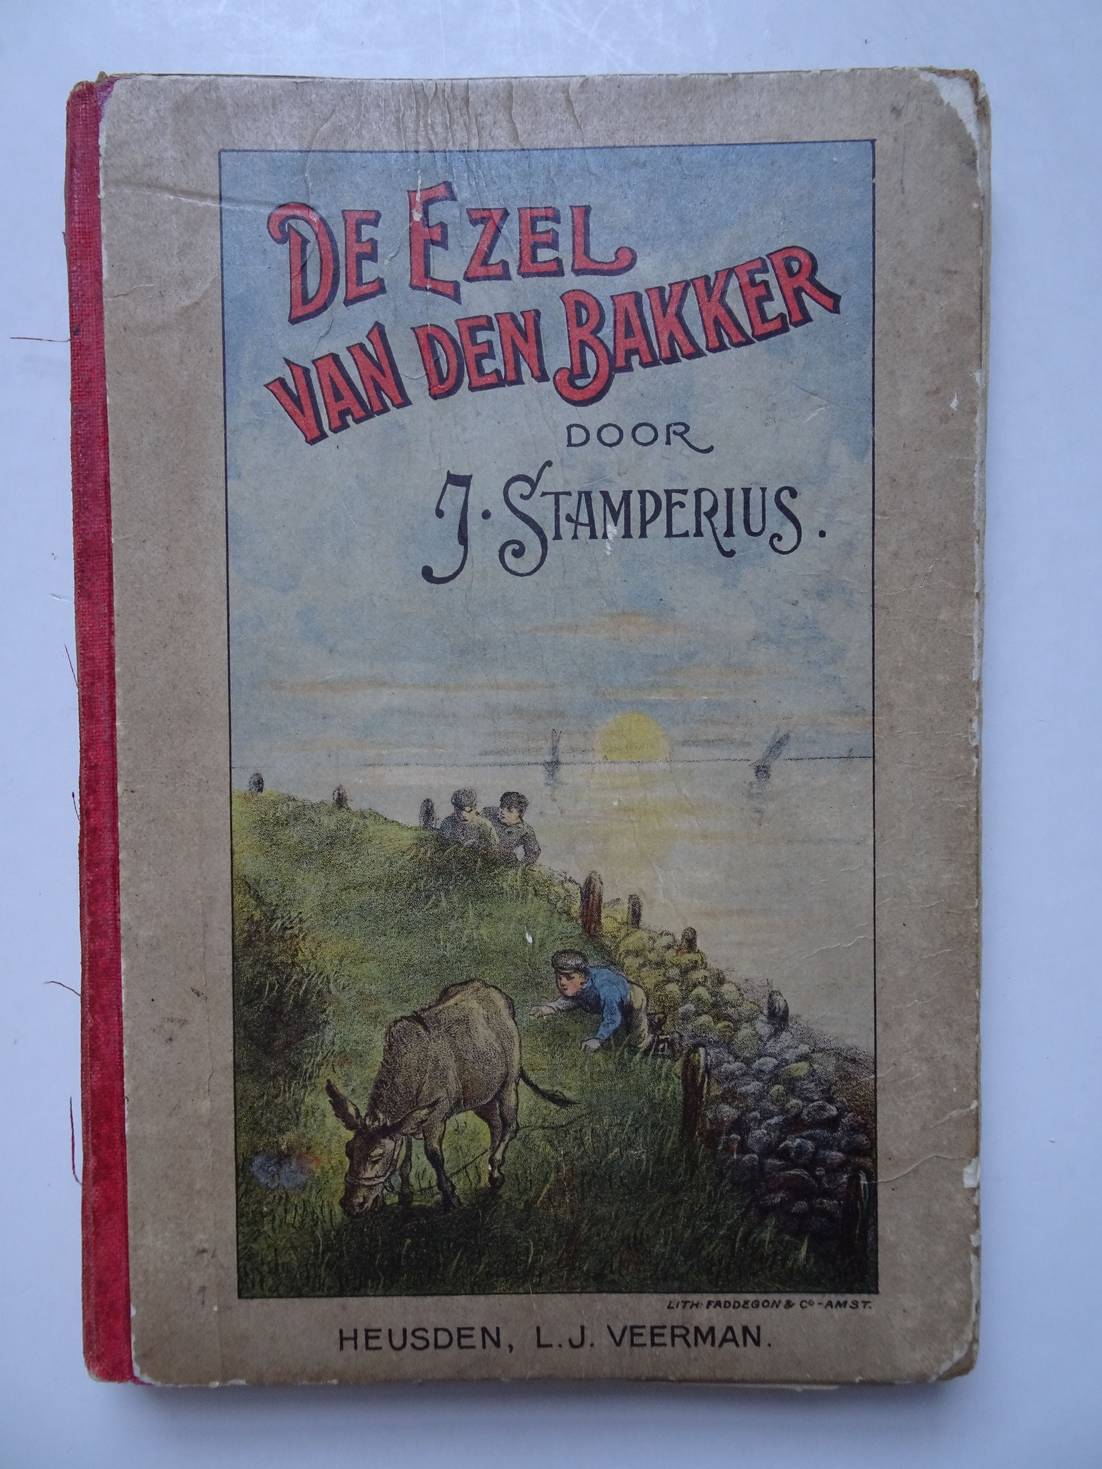 DE EZEL
VAN DEN BAKKER
DOOR
J. STAMPERIUS.
LITH: FADDEGON & Co - AMST.
HEUSDEN, L.J. VEERMAN.